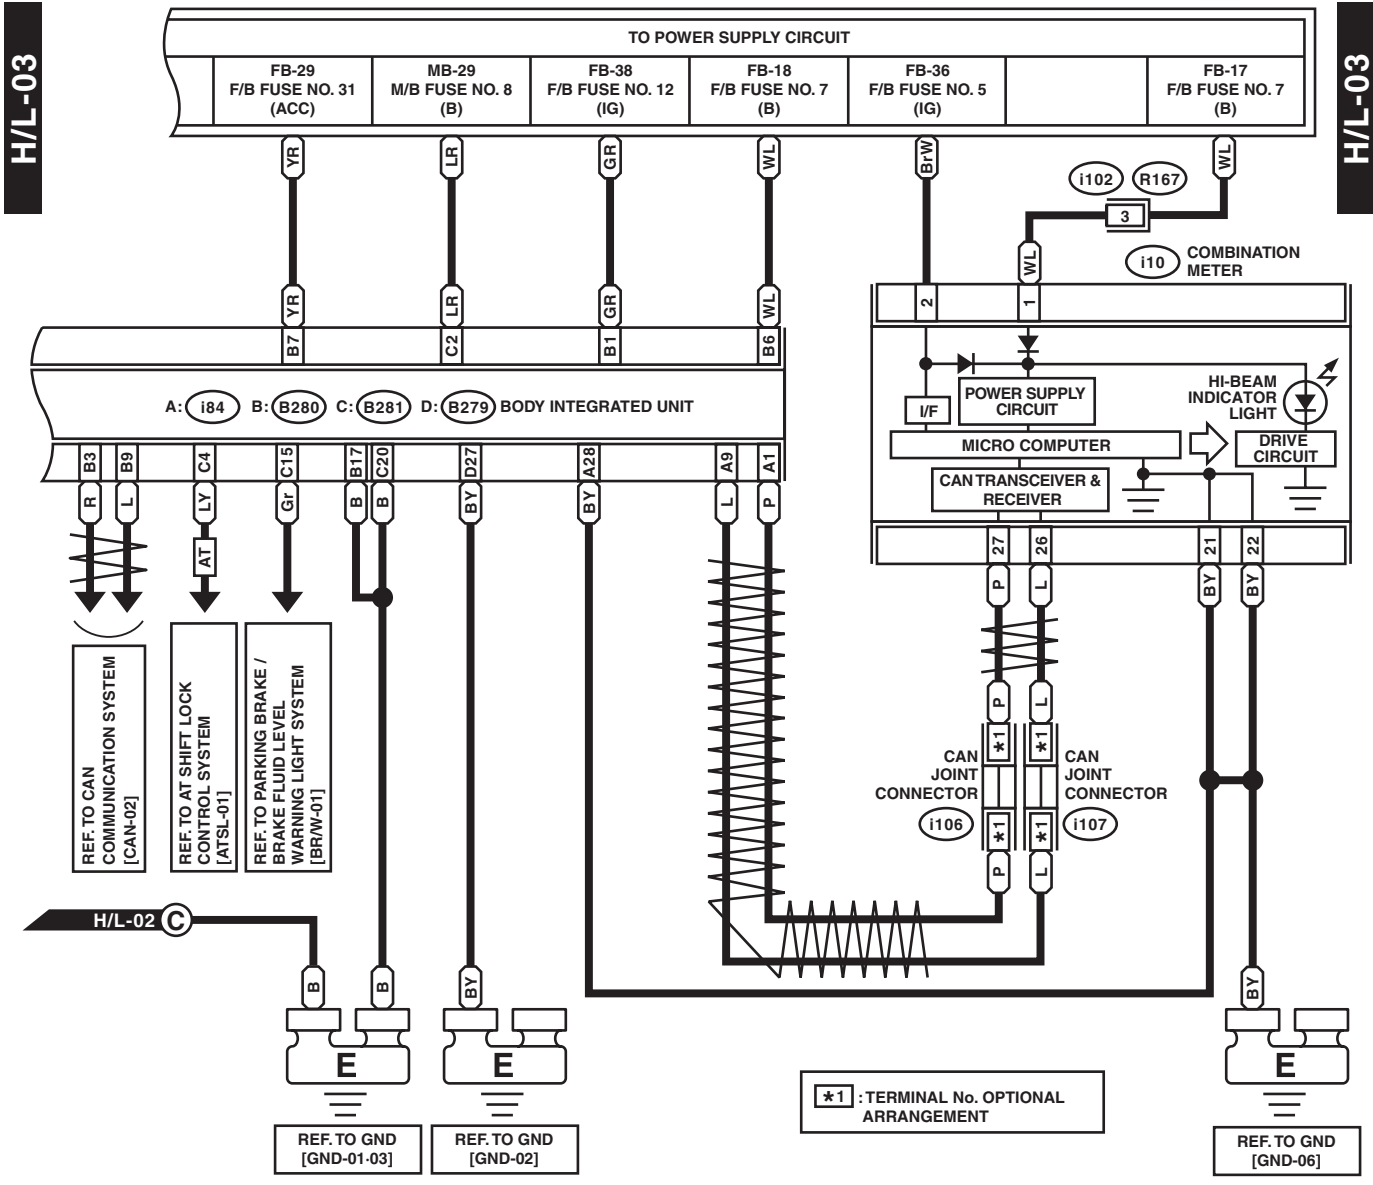 H/L-03
H/L-03
TO POWER SUPPLY CIRCUIT
FB-29
F/B FUSE NO. 31
(ACC)
MB-29
M/B FUSE NO. 8
(B)
FB-38
F/B FUSE NO. 12
(IG)
FB-18
F/B FUSE NO. 7
(B)
FB-36
F/B FUSE NO. 5
(IG)
FB-17
F/B FUSE NO. 7
(B)
YR
LR
GR
WL
BrW
WL
i102
R167
3
WL
i10
COMBINATION
METER
YR
LR
GR
WL
2
1
B7
C2
B1
B6
A: i84 B: B280 C: B281 D: B279 BODY INTEGRATED UNIT
I/F
POWER SUPPLY
CIRCUIT
HI-BEAM
INDICATOR
LIGHT
MICRO COMPUTER
DRIVE
CIRCUIT
CAN TRANSCEIVER &
RECEIVER
B3
B9
C4
C15
B17
C20
D27
A28
A9
A1
R
L
LY
Gr
B
B
BY
BY
L
P
AT
27
26
21
22
P
L
BY
BY
REF. TO CAN
COMMUNICATION SYSTEM
[CAN-02]
REF. TO AT SHIFT LOCK
CONTROL SYSTEM
[ATSL-01]
REF. TO PARKING BRAKE /
BRAKE FLUID LEVEL
WARNING LIGHT SYSTEM
[BR/W-01]
P
L
*1
*1
CAN
JOINT
CONNECTOR
i106
CAN
JOINT
CONNECTOR
i107
*1
*1
P
L
H/L-02 C
B
B
BY
BY
E
E
E
*1 : TERMINAL No. OPTIONAL
ARRANGEMENT
REF. TO GND
[GND-01·03]
REF. TO GND
[GND-02]
REF. TO GND
[GND-06]